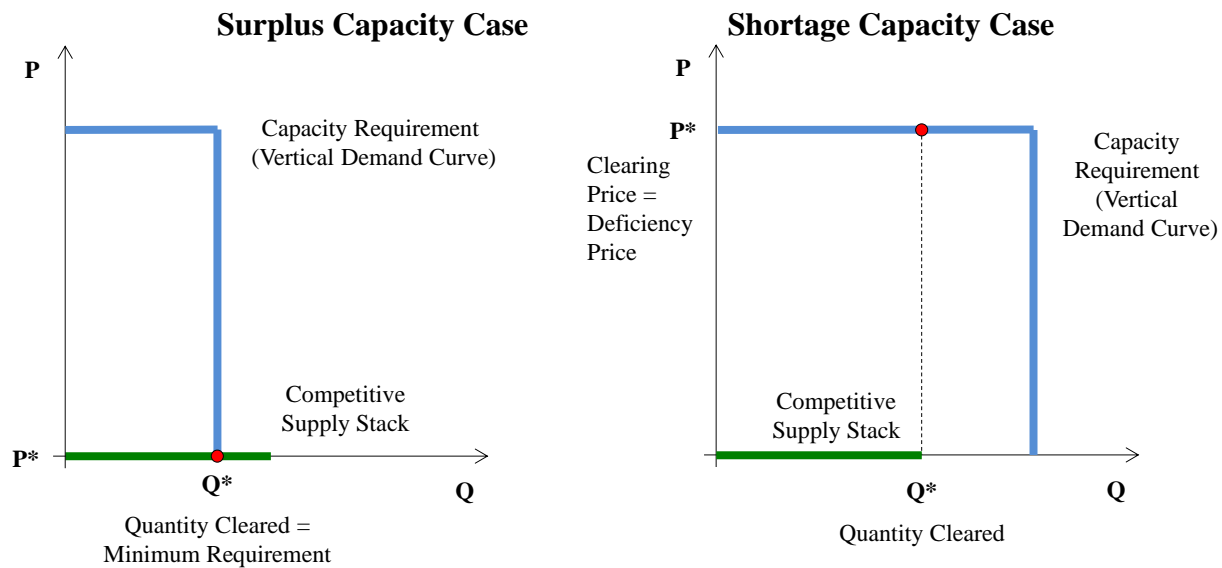 Surplus Capacity Case
P
Capacity Requirement
(Vertical Demand Curve)
Competitive
Supply Stack
P*
Q*
Q
Quantity Cleared =
Minimum Requirement
Shortage Capacity Case
P
P*
Clearing
Price =
Deficiency
Price
Capacity
Requirement
(Vertical
Demand Curve)
Competitive
Supply Stack
Q*
Q
Quantity Cleared